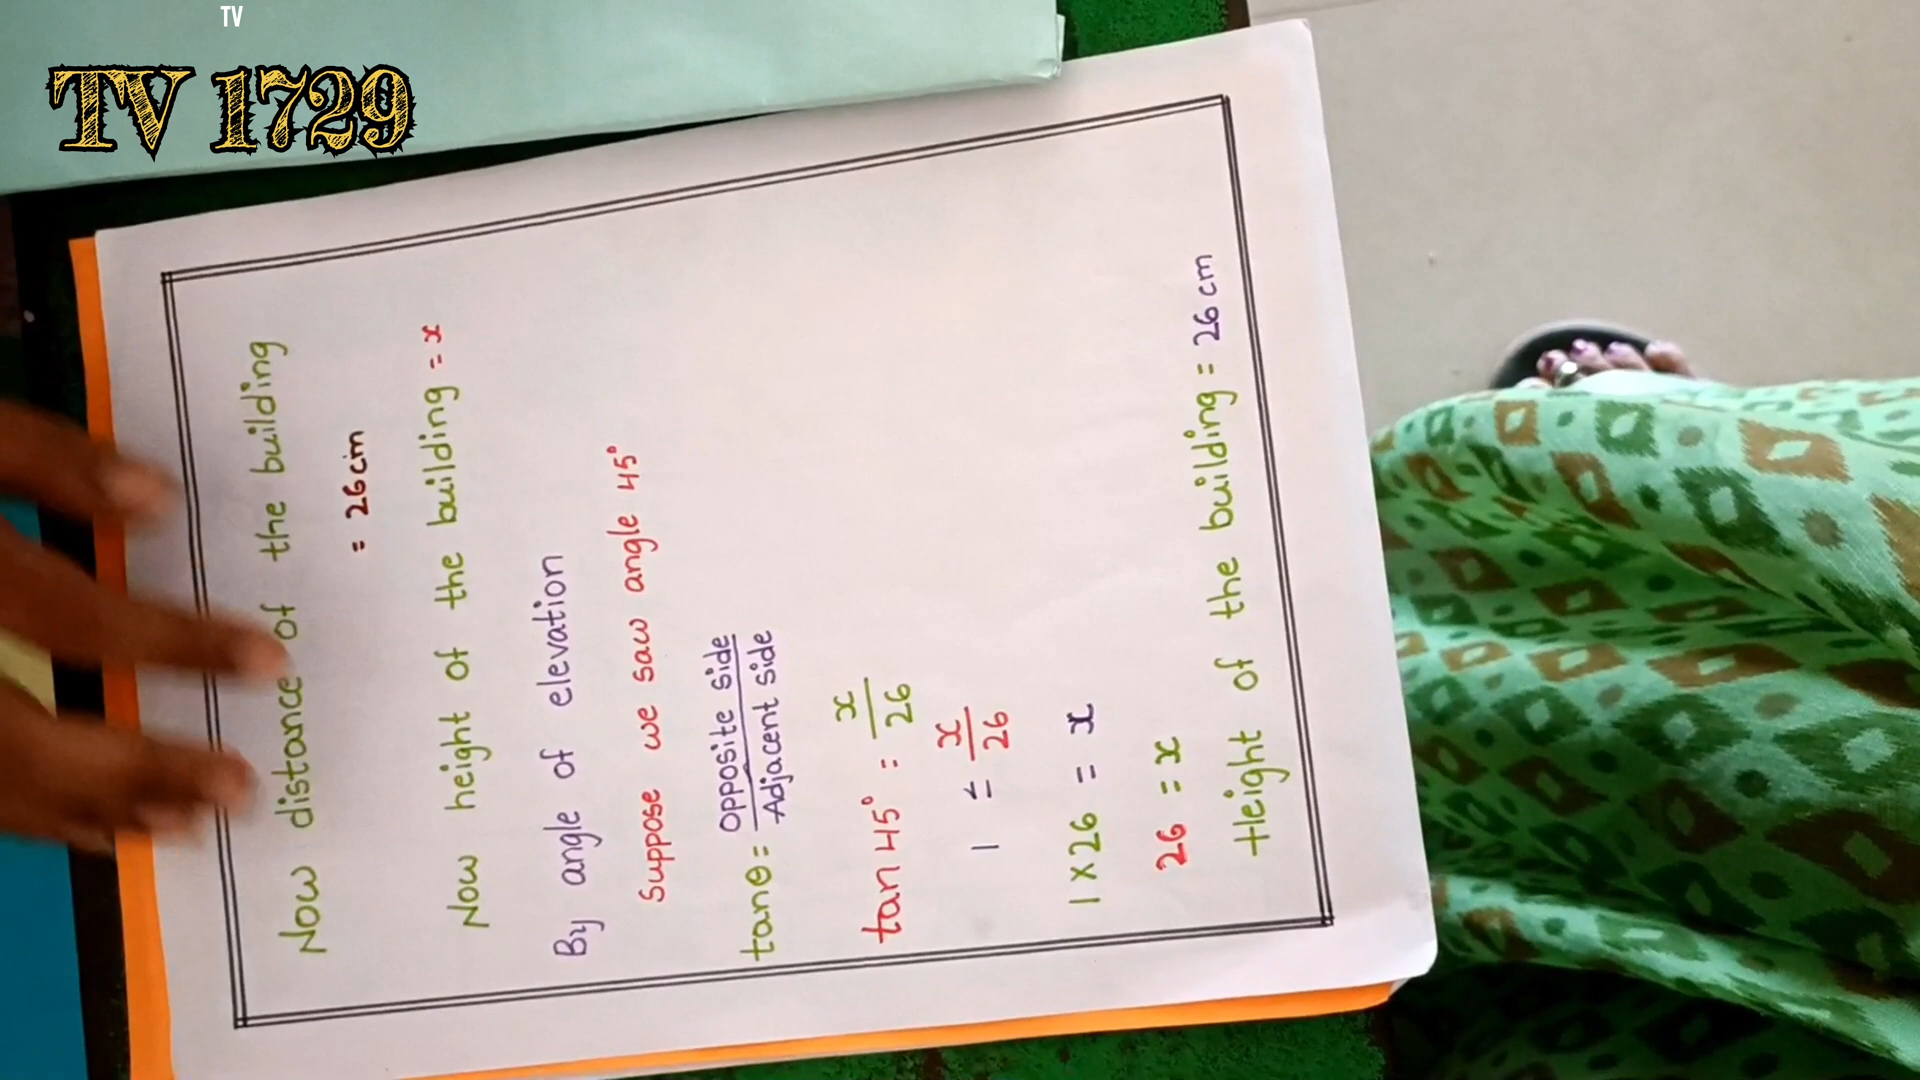 TV
TV 1729
Now distance of the building
= 26cm
Now height of the building = x
By angle of elevation
Suppose we saw angle 45°
tanθ = Opposite side / Adjacent side
tan 45° = x / 26
1 = x / 26
1 x 26 = x
26 = x
Height of the building = 26 cm